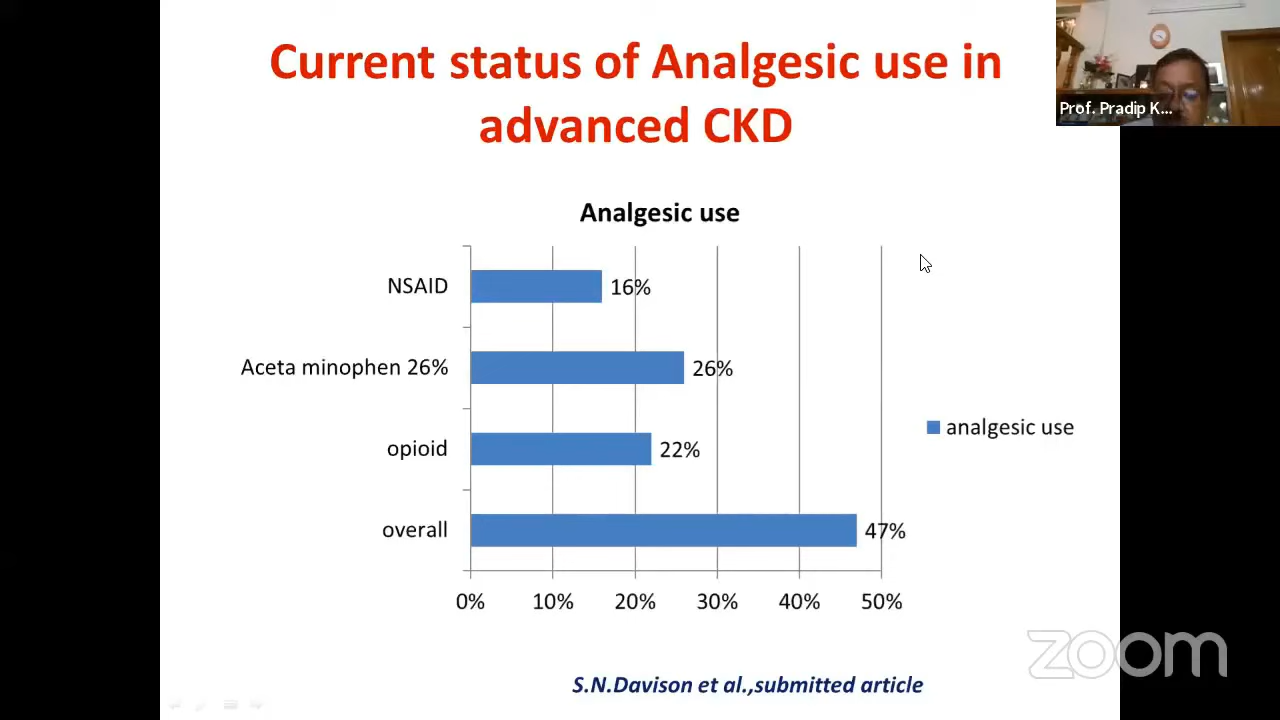 Current status of Analgesic use in
advanced CKD
Prof. Pradip K...
Analgesic use
NSAID
16%
Aceta minophen 26%
26%
opioid
22%
overall
47%
analgesic use
0% 10% 20% 30% 40% 50%
zoom
S.N.Davison et al.,submitted article